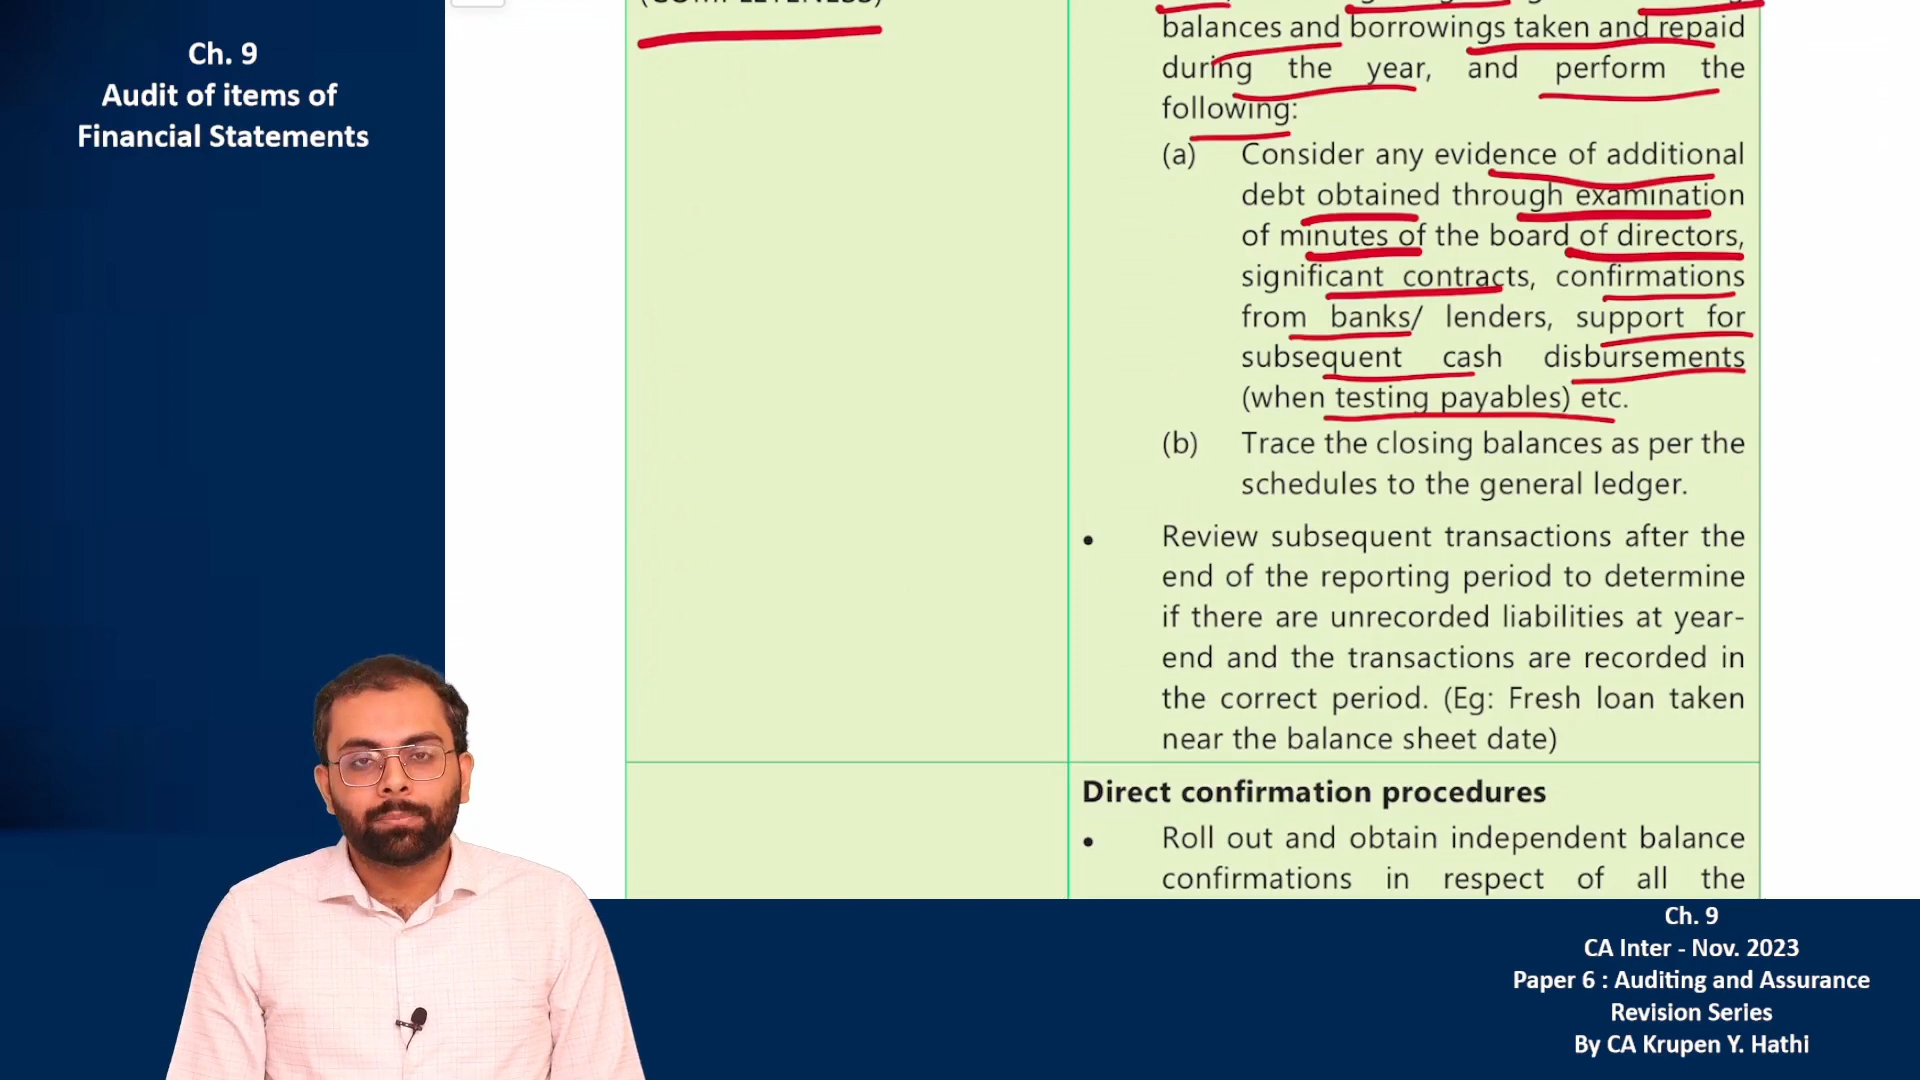 Ch. 9
Audit of items of
Financial Statements
(COMPLETENESS)
balances and borrowings taken and repaid
during the year, and perform the
following:
(a) Consider any evidence of additional
debt obtained through examination
of minutes of the board of directors,
significant contracts, confirmations
from banks/ lenders, support for
subsequent cash disbursements
(when testing payables) etc.
(b) Trace the closing balances as per the
schedules to the general ledger.
• Review subsequent transactions after the
end of the reporting period to determine
if there are unrecorded liabilities at year-
end and the transactions are recorded in
the correct period. (Eg: Fresh loan taken
near the balance sheet date)
Direct confirmation procedures
• Roll out and obtain independent balance
confirmations in respect of all the
Ch. 9
CA Inter - Nov. 2023
Paper 6 : Auditing and Assurance
Revision Series
By CA Krupen Y. Hathi